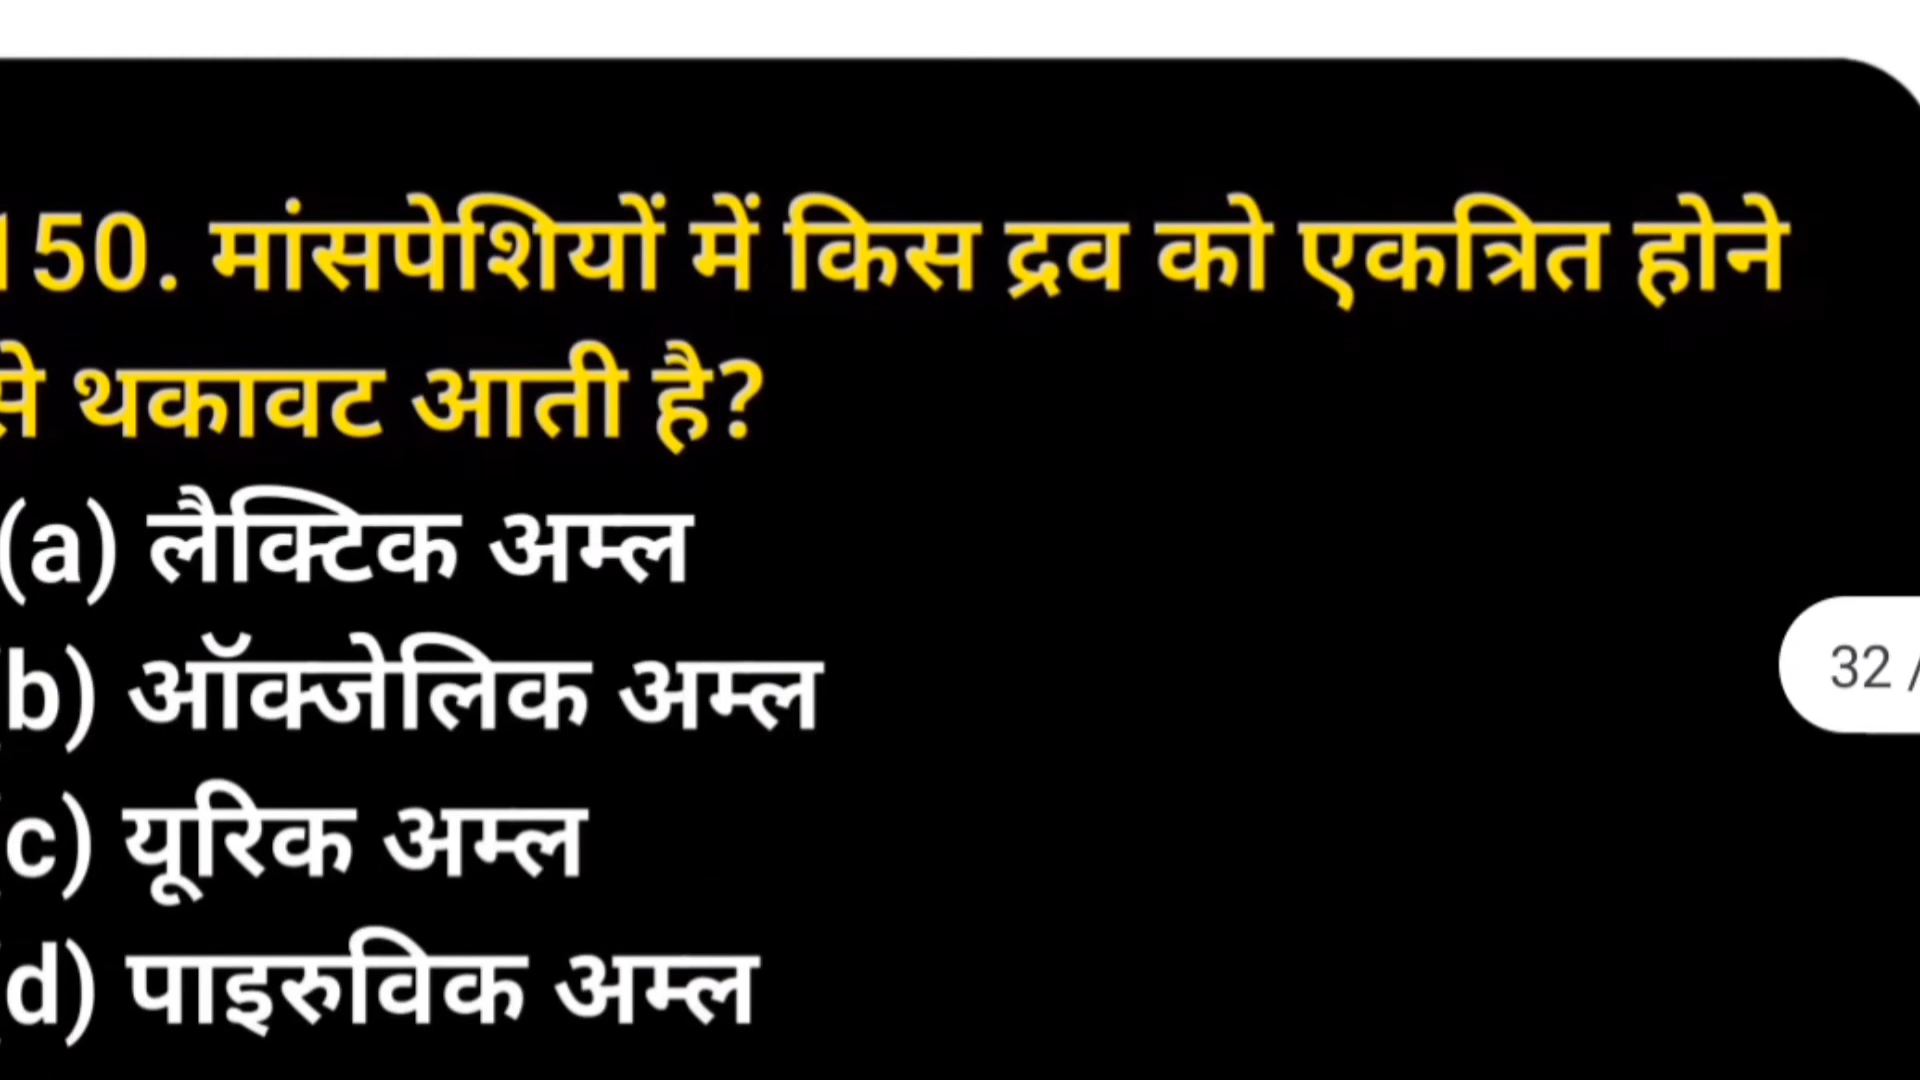 150. मांसपेशियों में किस द्रव को एकत्रित होने
से थकावट आती है?
(a) लैक्टिक अम्ल
(b) ऑक्जेलिक अम्ल
32 /
(c) यूरिक अम्ल
(d) पाइरुविक अम्ल